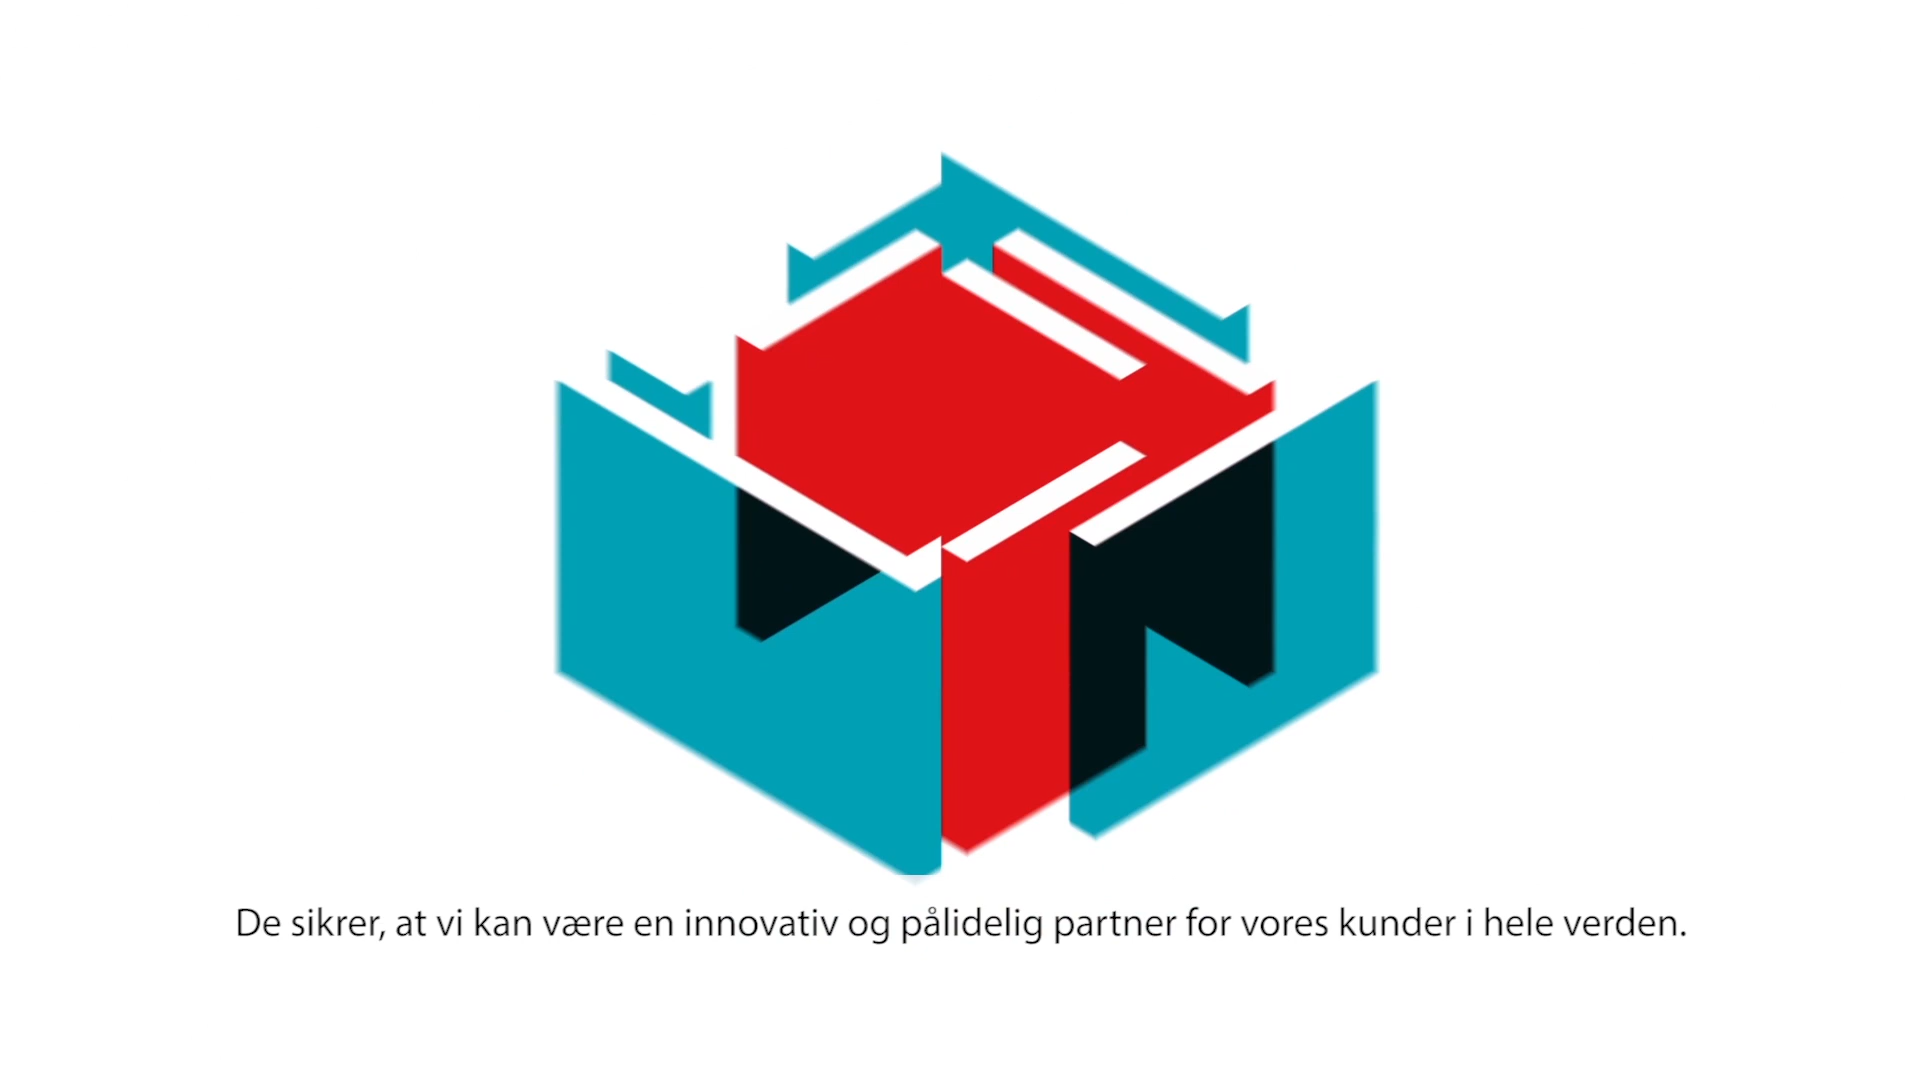 De sikrer, at vi kan være en innovativ og pålidelig partner for vores kunder i hele verden.